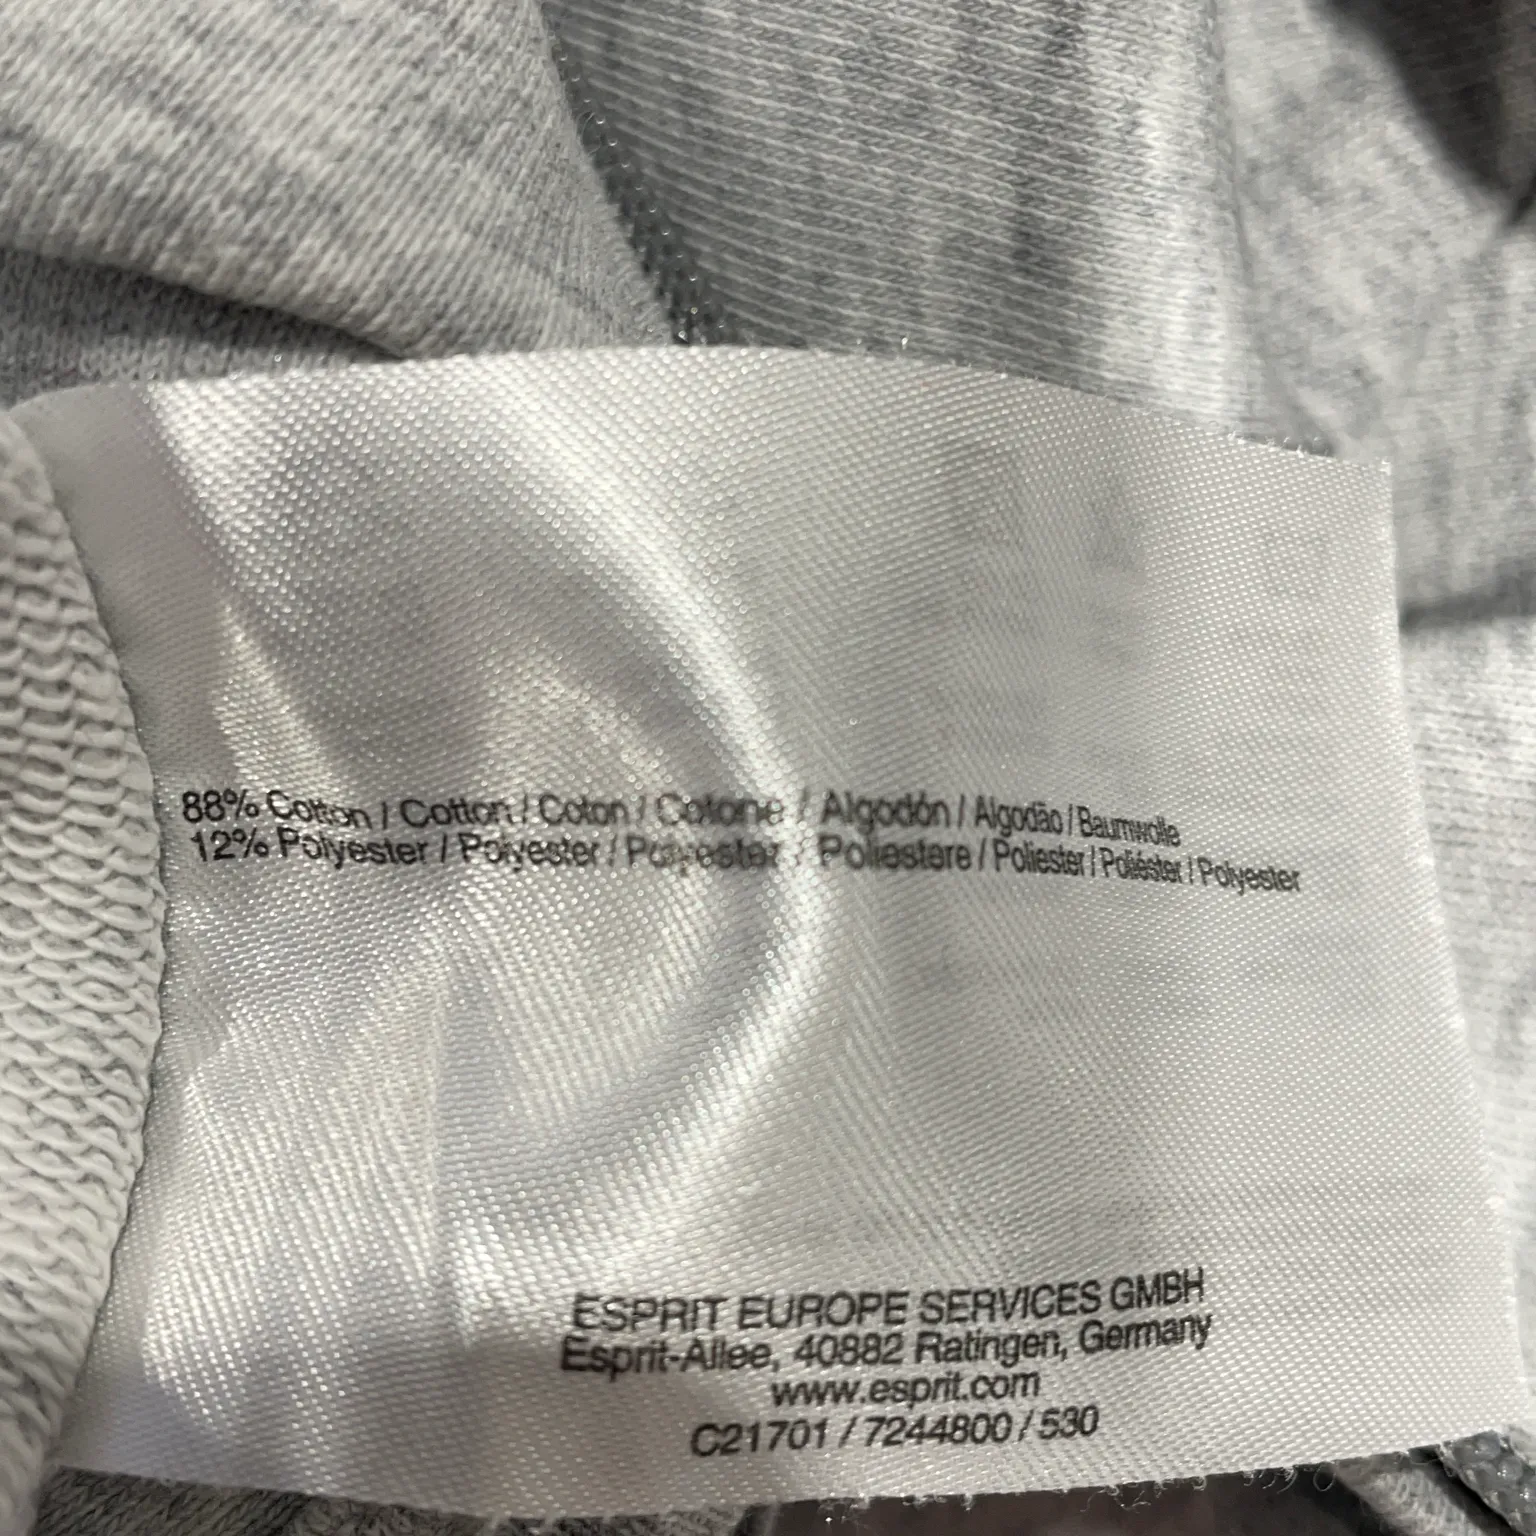 88% Cotton / Cotton / Coton / Cotone / Algodón / Algodão / Baumwolle
12% Polyester / Polyester / Polyester / Poliestere / Poliester / Poliéster / Polyester
ESPRIT EUROPE SERVICES GMBH
Esprit-Allee, 40882 Ratingen, Germany
www.esprit.com
C21701 / 7244800 / 530